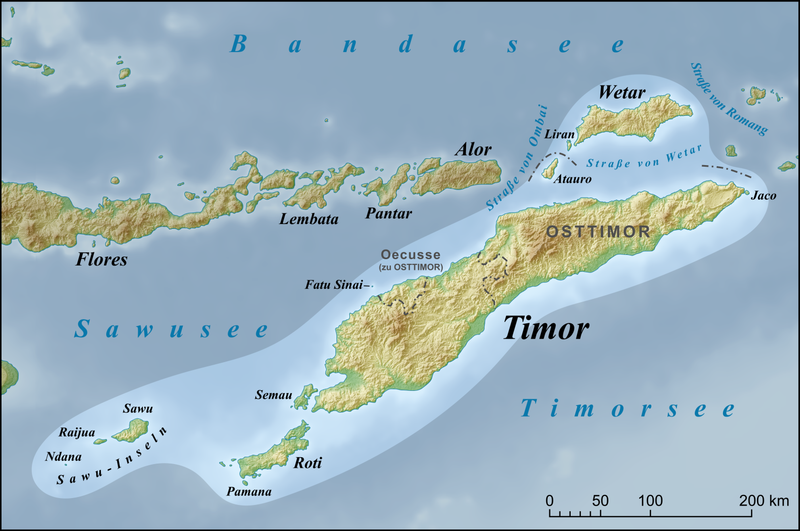 Bandasee
Wetar
Straße von Romang
Straße von Ombai
Liran
Straße von Wetar
Alor
Atauro
Jaco
Lembata
Pantar
Flores
OSTTIMOR
Oecusse
(zu OSTTIMOR)
Fatu Sinai
Sawusee
Timor
Semau
Timorsee
Sawu
Raijua
Ndana
Sawu-Inseln
Roti
Pamana
0 50 100 200 km